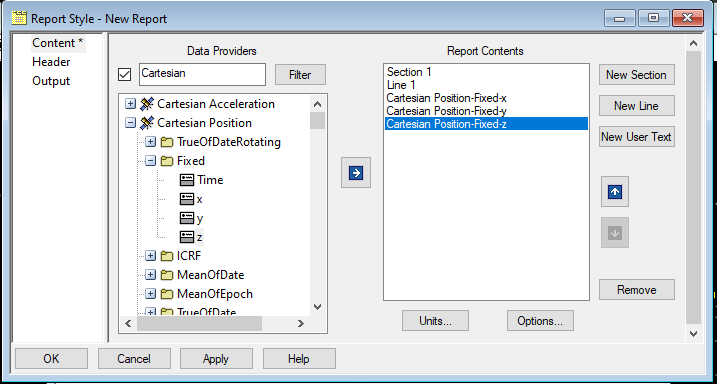 Report Style - New Report
Content *
Header
Output
Data Providers
Cartesian
Filter
Cartesian Acceleration
Cartesian Position
TrueOfDateRotating
Fixed
Time
x
y
z
ICRF
MeanOfDate
MeanOfEpoch
TrueOfDate
Report Contents
Section 1
Line 1
Cartesian Position-Fixed-x
Cartesian Position-Fixed-y
Cartesian Position-Fixed-z
New Section
New Line
New User Text
Remove
Units...
Options...
OK
Cancel
Apply
Help